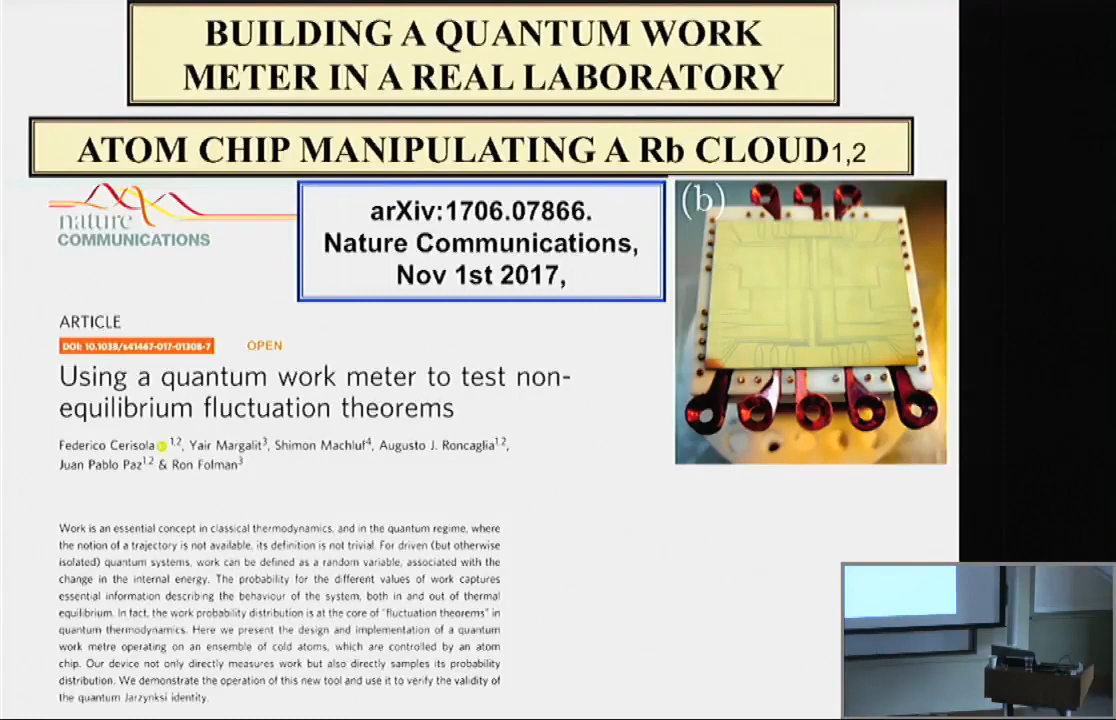 BUILDING A QUANTUM WORK
METER IN A REAL LABORATORY
ATOM CHIP MANIPULATING A Rb CLOUD1,2
nature
COMMUNICATIONS
arXiv:1706.07866.
Nature Communications,
Nov 1st 2017,
(b)
ARTICLE
DOI: 10.1038/s41467-017-01308-7 OPEN
Using a quantum work meter to test non-
equilibrium fluctuation theorems
Federico Cerisola 1,2, Yair Margalit3, Shimon Machluf4, Augusto J. Roncaglia1,2,
Juan Pablo Paz1,2 & Ron Folman3
Work is an essential concept in classical thermodynamics, and in the quantum regime, where
the notion of a trajectory is not available, its definition is not trivial. For driven (but otherwise
isolated) quantum systems, work can be defined as a random variable, associated with the
change in the internal energy. The probability for the different values of work captures
essential information describing the behaviour of the system, both in and out of thermal
equilibrium. In fact, the work probability distribution is at the core of "fluctuation theorems" in
quantum thermodynamics. Here we present the design and implementation of a quantum
work metre operating on an ensemble of cold atoms, which are controlled by an atom
chip. Our device not only directly measures work but also directly samples its probability
distribution. We demonstrate the operation of this new tool and use it to verify the validity of
the quantum Jarzynksi identity.